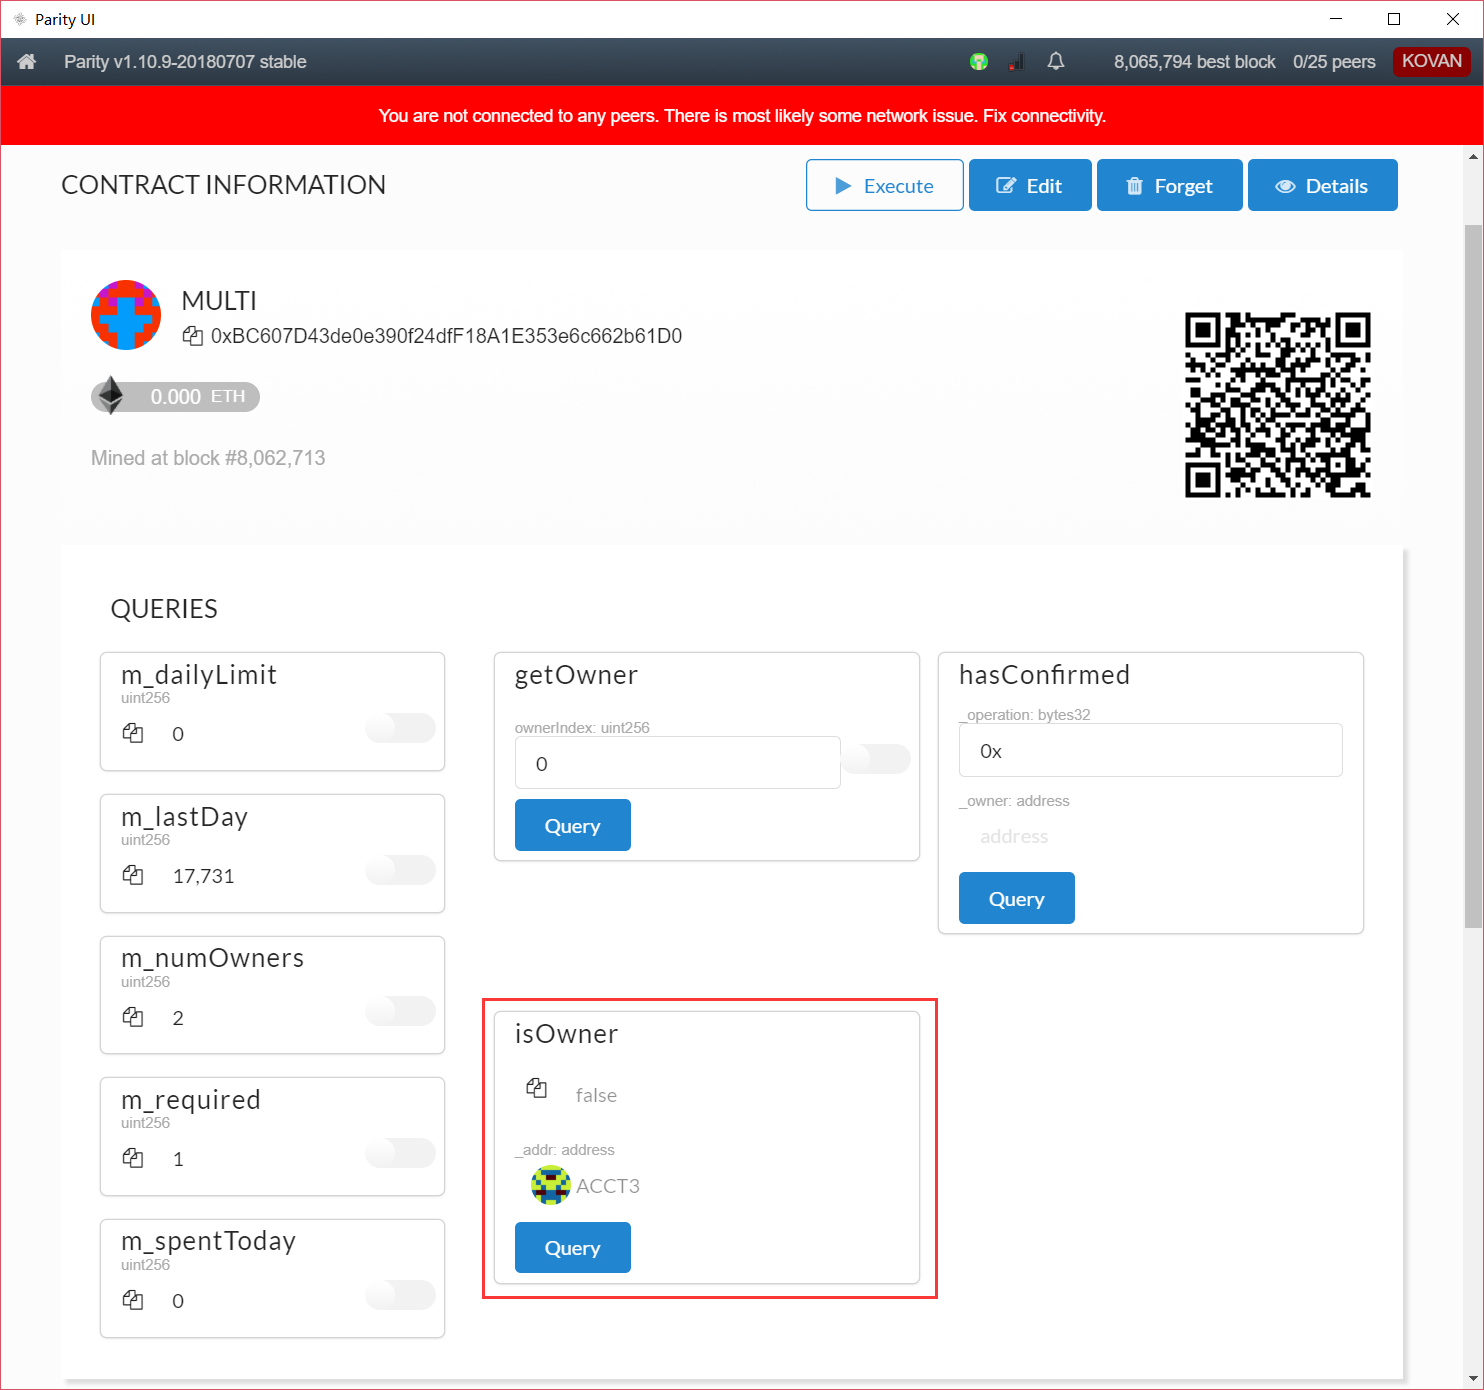 Parity UI
Parity v1.10.9-20180707 stable
8,065,794 best block
0/25 peers
KOVAN
You are not connected to any peers. There is most likely some network issue. Fix connectivity.
CONTRACT INFORMATION
Execute
Edit
Forget
Details
MULTI
0xBC607D43de0e390f24dfF18A1E353e6c662b61D0
0.000 ETH
Mined at block #8,062,713
QUERIES
m_dailyLimit
uint256
0
m_lastDay
uint256
17,731
m_numOwners
uint256
2
m_required
uint256
1
m_spentToday
uint256
0
getOwner
ownerIndex: uint256
0
Query
isOwner
false
_addr: address
ACCT3
Query
hasConfirmed
_operation: bytes32
0x
_owner: address
address
Query